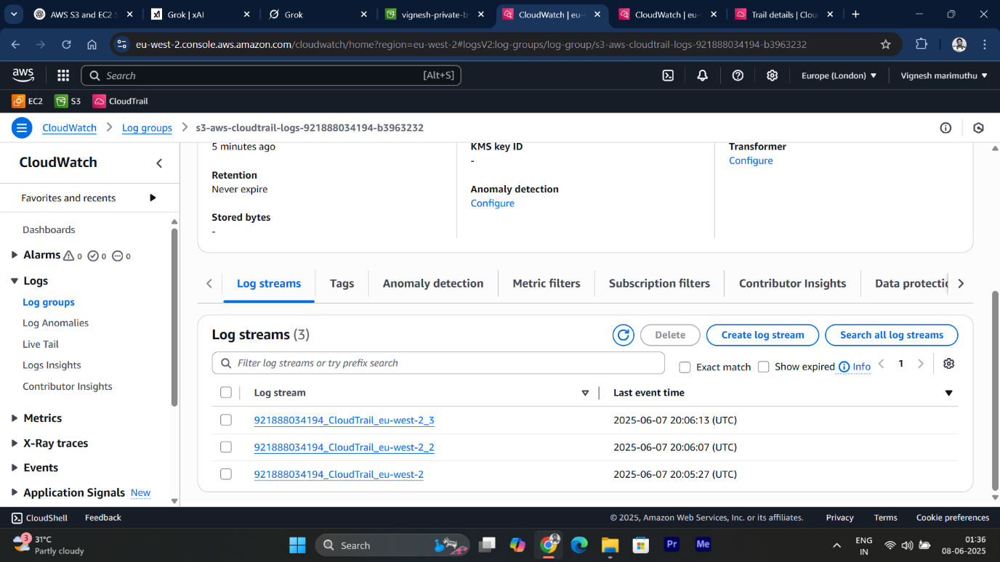 AWS S3 and EC2 S
Grok | xAI
Grok
vignesh-private-b
CloudWatch | eu-
CloudWatch | eu-
Trail details | Clou
eu-west-2.console.aws.amazon.com/cloudwatch/home?region=eu-west-2#logsV2:log-groups/log-group/s3-aws-cloudtrail-logs-921888034194-b3963232
aws
Search
[Alt+S]
Europe (London)
Vignesh marimuthu
EC2
S3
CloudTrail
CloudWatch
Log groups
s3-aws-cloudtrail-logs-921888034194-b3963232
CloudWatch
Favorites and recents
Dashboards
Alarms 0 0 0
Logs
Log groups
Log Anomalies
Live Tail
Logs Insights
Contributor Insights
Metrics
X-Ray traces
Events
Application Signals New
5 minutes ago
Retention
Never expire
Stored bytes
-
KMS key ID
-
Anomaly detection
Configure
Transformer
Configure
Log streams
Tags
Anomaly detection
Metric filters
Subscription filters
Contributor Insights
Data protectio
Log streams (3)
Delete
Create log stream
Search all log streams
Filter log streams or try prefix search
Exact match
Show expired
Info
1
Log stream
Last event time
921888034194_CloudTrail_eu-west-2_3
2025-06-07 20:06:13 (UTC)
921888034194_CloudTrail_eu-west-2_2
2025-06-07 20:06:07 (UTC)
921888034194_CloudTrail_eu-west-2
2025-06-07 20:05:27 (UTC)
CloudShell
Feedback
© 2025, Amazon Web Services, Inc. or its affiliates.
Privacy
Terms
Cookie preferences
3
31°C
Partly cloudy
Search
Pr
Me
ENG
IN
01:36
08-06-2025